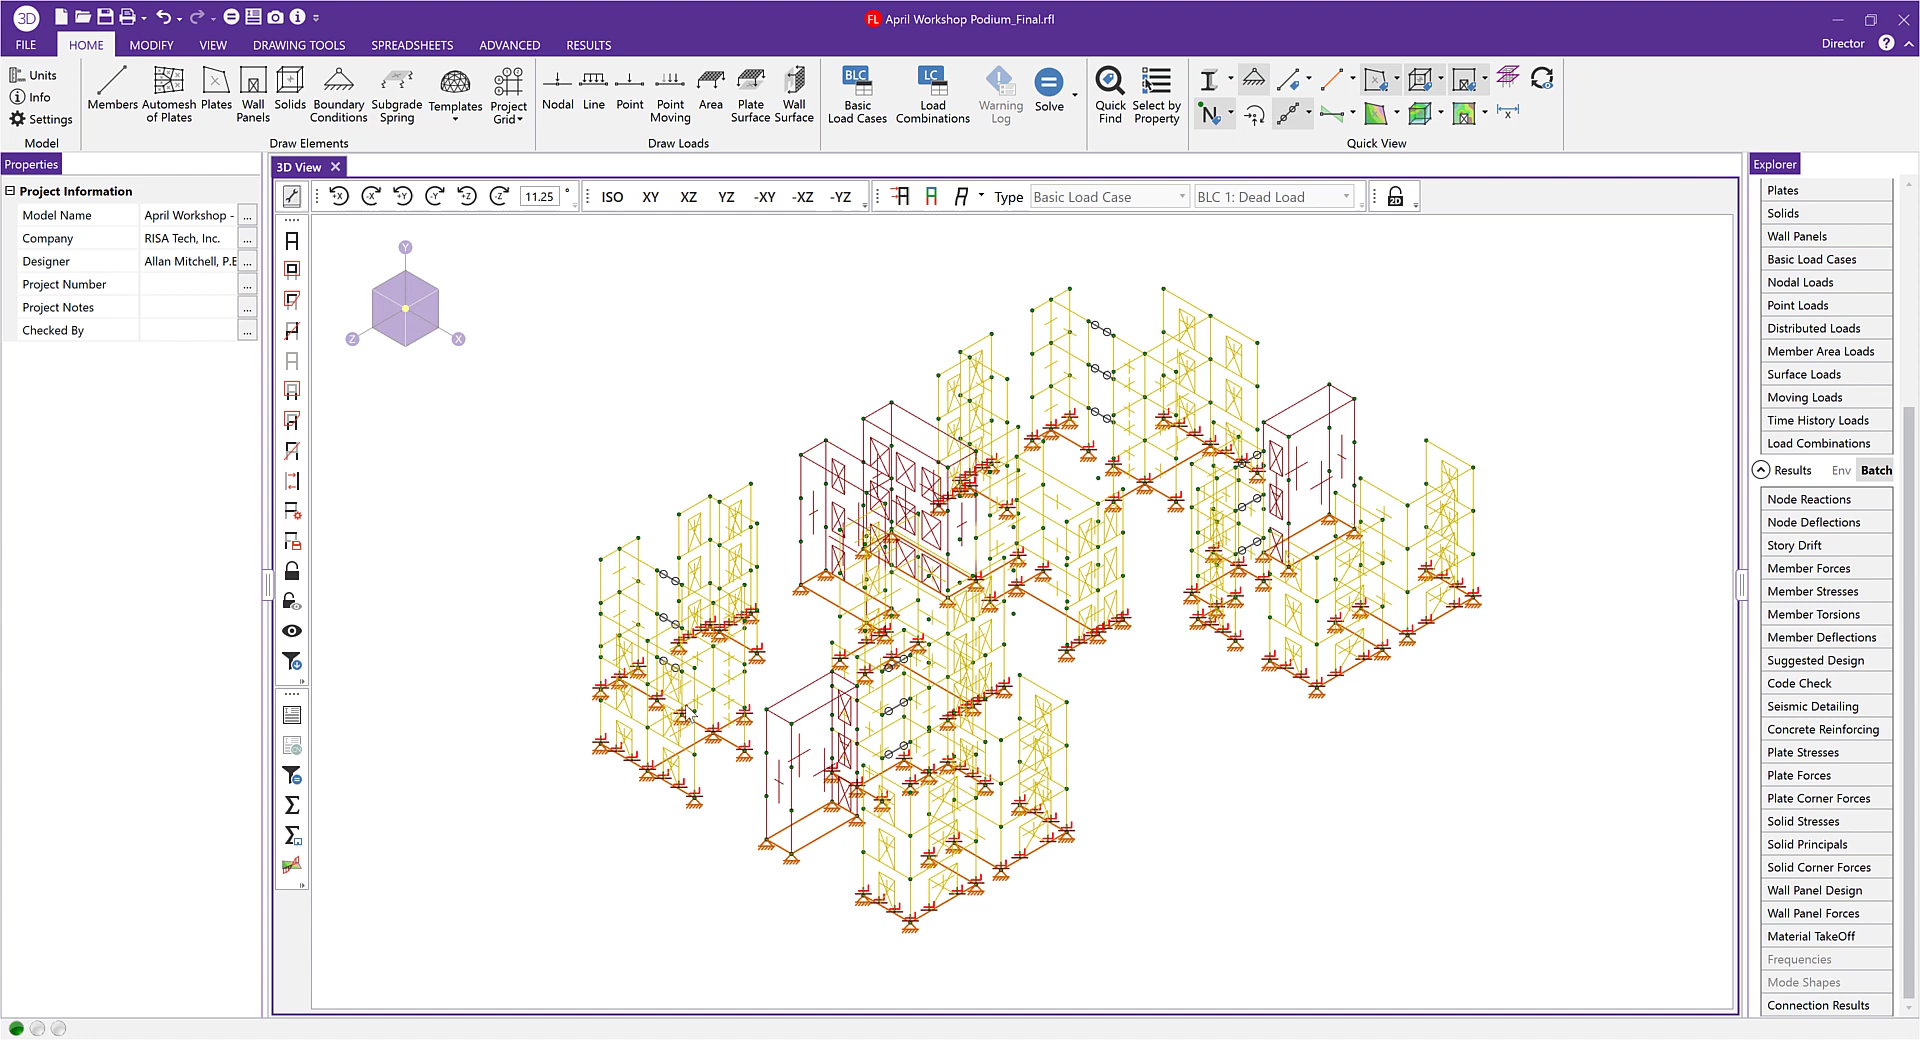 3D
FL April Workshop Podium_Final.rfl
FILE HOME MODIFY VIEW DRAWING TOOLS SPREADSHEETS ADVANCED RESULTS Director ?
Units
Info
Settings
Model
Members
Automesh of Plates
Plates
Wall Panels
Solids
Boundary Conditions
Subgrade Spring
Templates
Project Grid
Draw Elements
Nodal
Line
Point
Point Moving
Area
Plate Surface
Wall Surface
Draw Loads
BLC
Basic Load Cases
LC
Load Combinations
Warning Log
Solve
Quick Find
Select by Property
N
Quick View
Properties
Project Information
Model Name April Workshop - ...
Company RISA Tech, Inc. ...
Designer Allan Mitchell, P.E ...
Project Number ...
Project Notes ...
Checked By ...
3D View
+X -X +Y -Y +Z -Z 11.25 °
ISO XY XZ YZ -XY -XZ -YZ
Type Basic Load Case BLC 1: Dead Load 2D
Y
Z X
Explorer
Plates
Solids
Wall Panels
Basic Load Cases
Nodal Loads
Point Loads
Distributed Loads
Member Area Loads
Surface Loads
Moving Loads
Time History Loads
Load Combinations
Results Env Batch
Node Reactions
Node Deflections
Story Drift
Member Forces
Member Stresses
Member Torsions
Member Deflections
Suggested Design
Code Check
Seismic Detailing
Concrete Reinforcing
Plate Stresses
Plate Forces
Plate Corner Forces
Solid Stresses
Solid Principals
Solid Corner Forces
Wall Panel Design
Wall Panel Forces
Material TakeOff
Frequencies
Mode Shapes
Connection Results